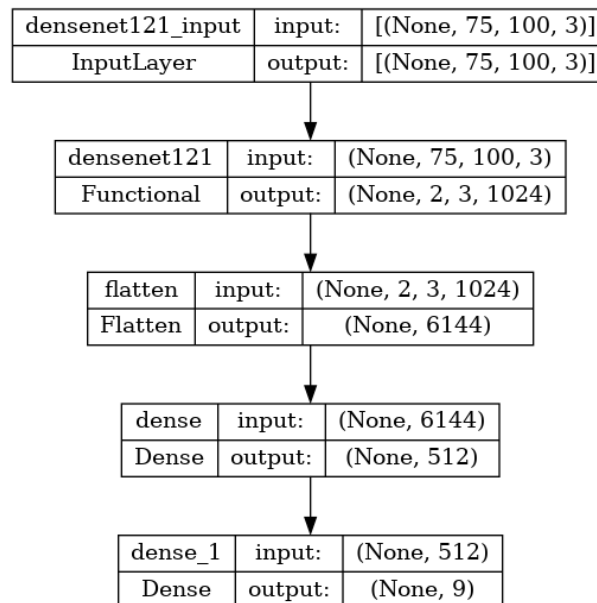 densenet121_input input: [(None, 75, 100, 3)]
InputLayer output: [(None, 75, 100, 3)]
densenet121 input: (None, 75, 100, 3)
Functional output: (None, 2, 3, 1024)
flatten input: (None, 2, 3, 1024)
Flatten output: (None, 6144)
dense input: (None, 6144)
Dense output: (None, 512)
dense_1 input: (None, 512)
Dense output: (None, 9)